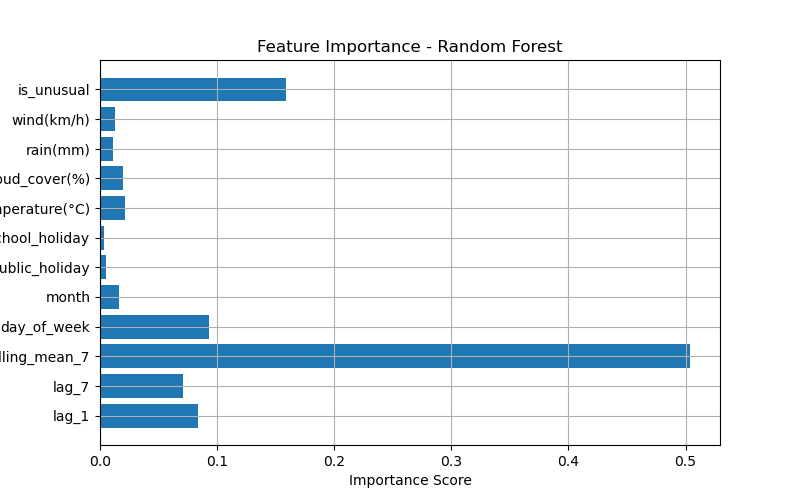 Feature Importance - Random Forest
is_unusual
wind(km/h)
rain(mm)
oud_cover(%)
perature(°C)
hool_holiday
ublic_holiday
month
day_of_week
lling_mean_7
lag_7
lag_1
0.0 0.1 0.2 0.3 0.4 0.5
Importance Score